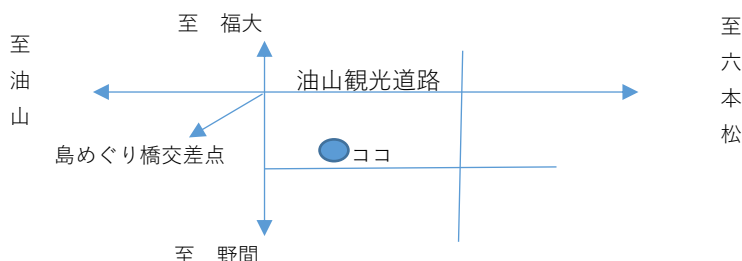 至　福大
至油山
油山観光道路
至六本松
島めぐり橋交差点
ココ
至　野間